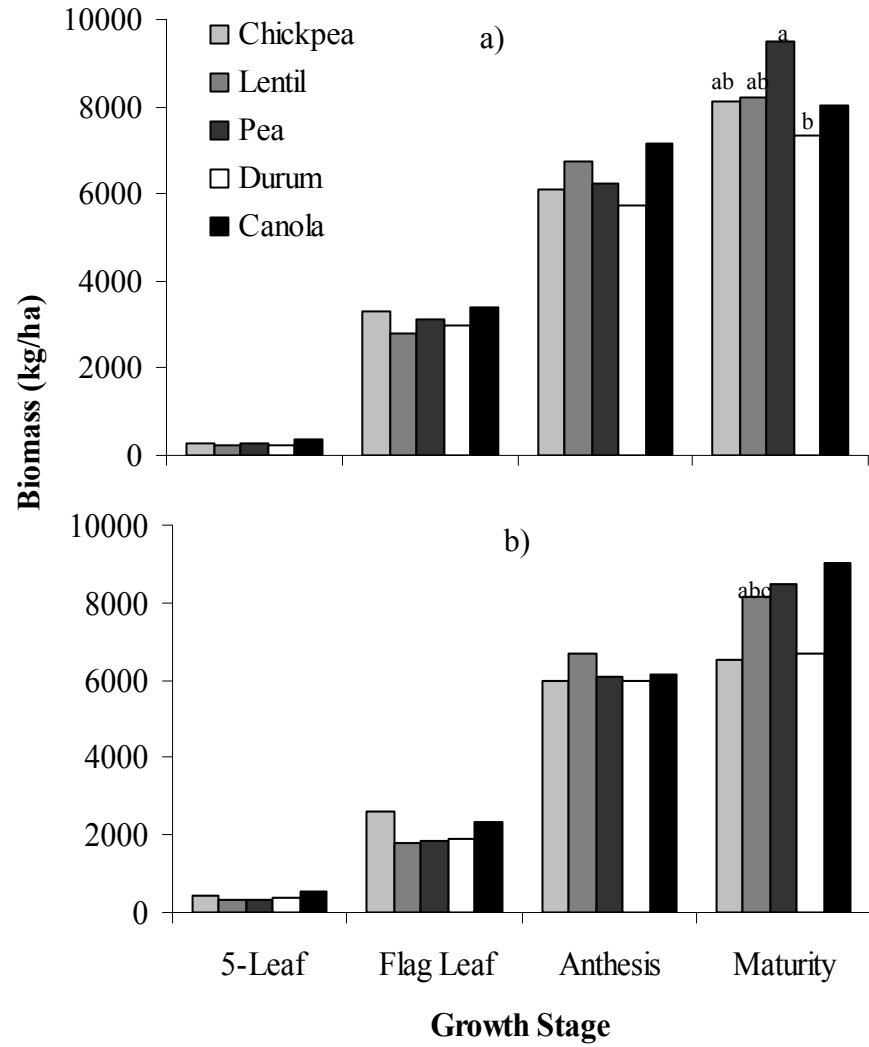 a)
Chickpea
Lentil
Pea
Durum
Canola
10000
8000
6000
4000
2000
0
ab ab a b
b)
10000
8000
6000
4000
2000
0
abc
Biomass (kg/ha)
5-Leaf Flag Leaf Anthesis Maturity
Growth Stage